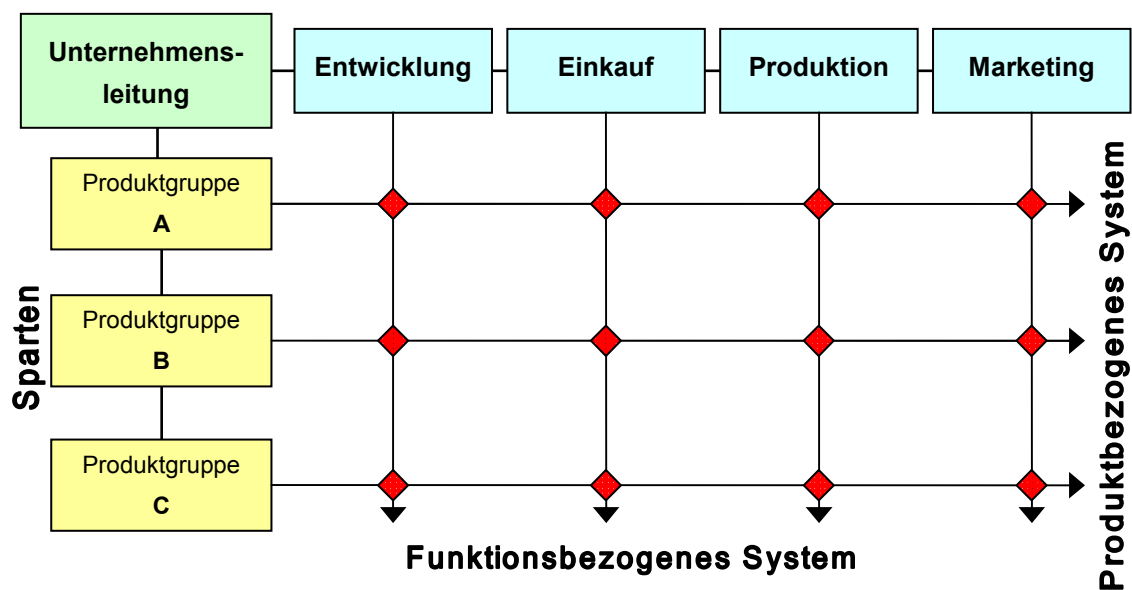 Unternehmens-
leitung
Entwicklung
Einkauf
Produktion
Marketing
Produktgruppe
A
Produktgruppe
B
Produktgruppe
C
Sparten
Produktbezogenes System
Funktionsbezogenes System